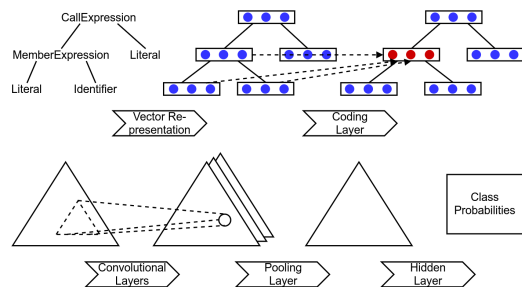 CallExpression
MemberExpression
Literal
Literal
Identifier
Vector Re-
presentation
Coding
Layer
Class
Probabilities
Convolutional
Layers
Pooling
Layer
Hidden
Layer